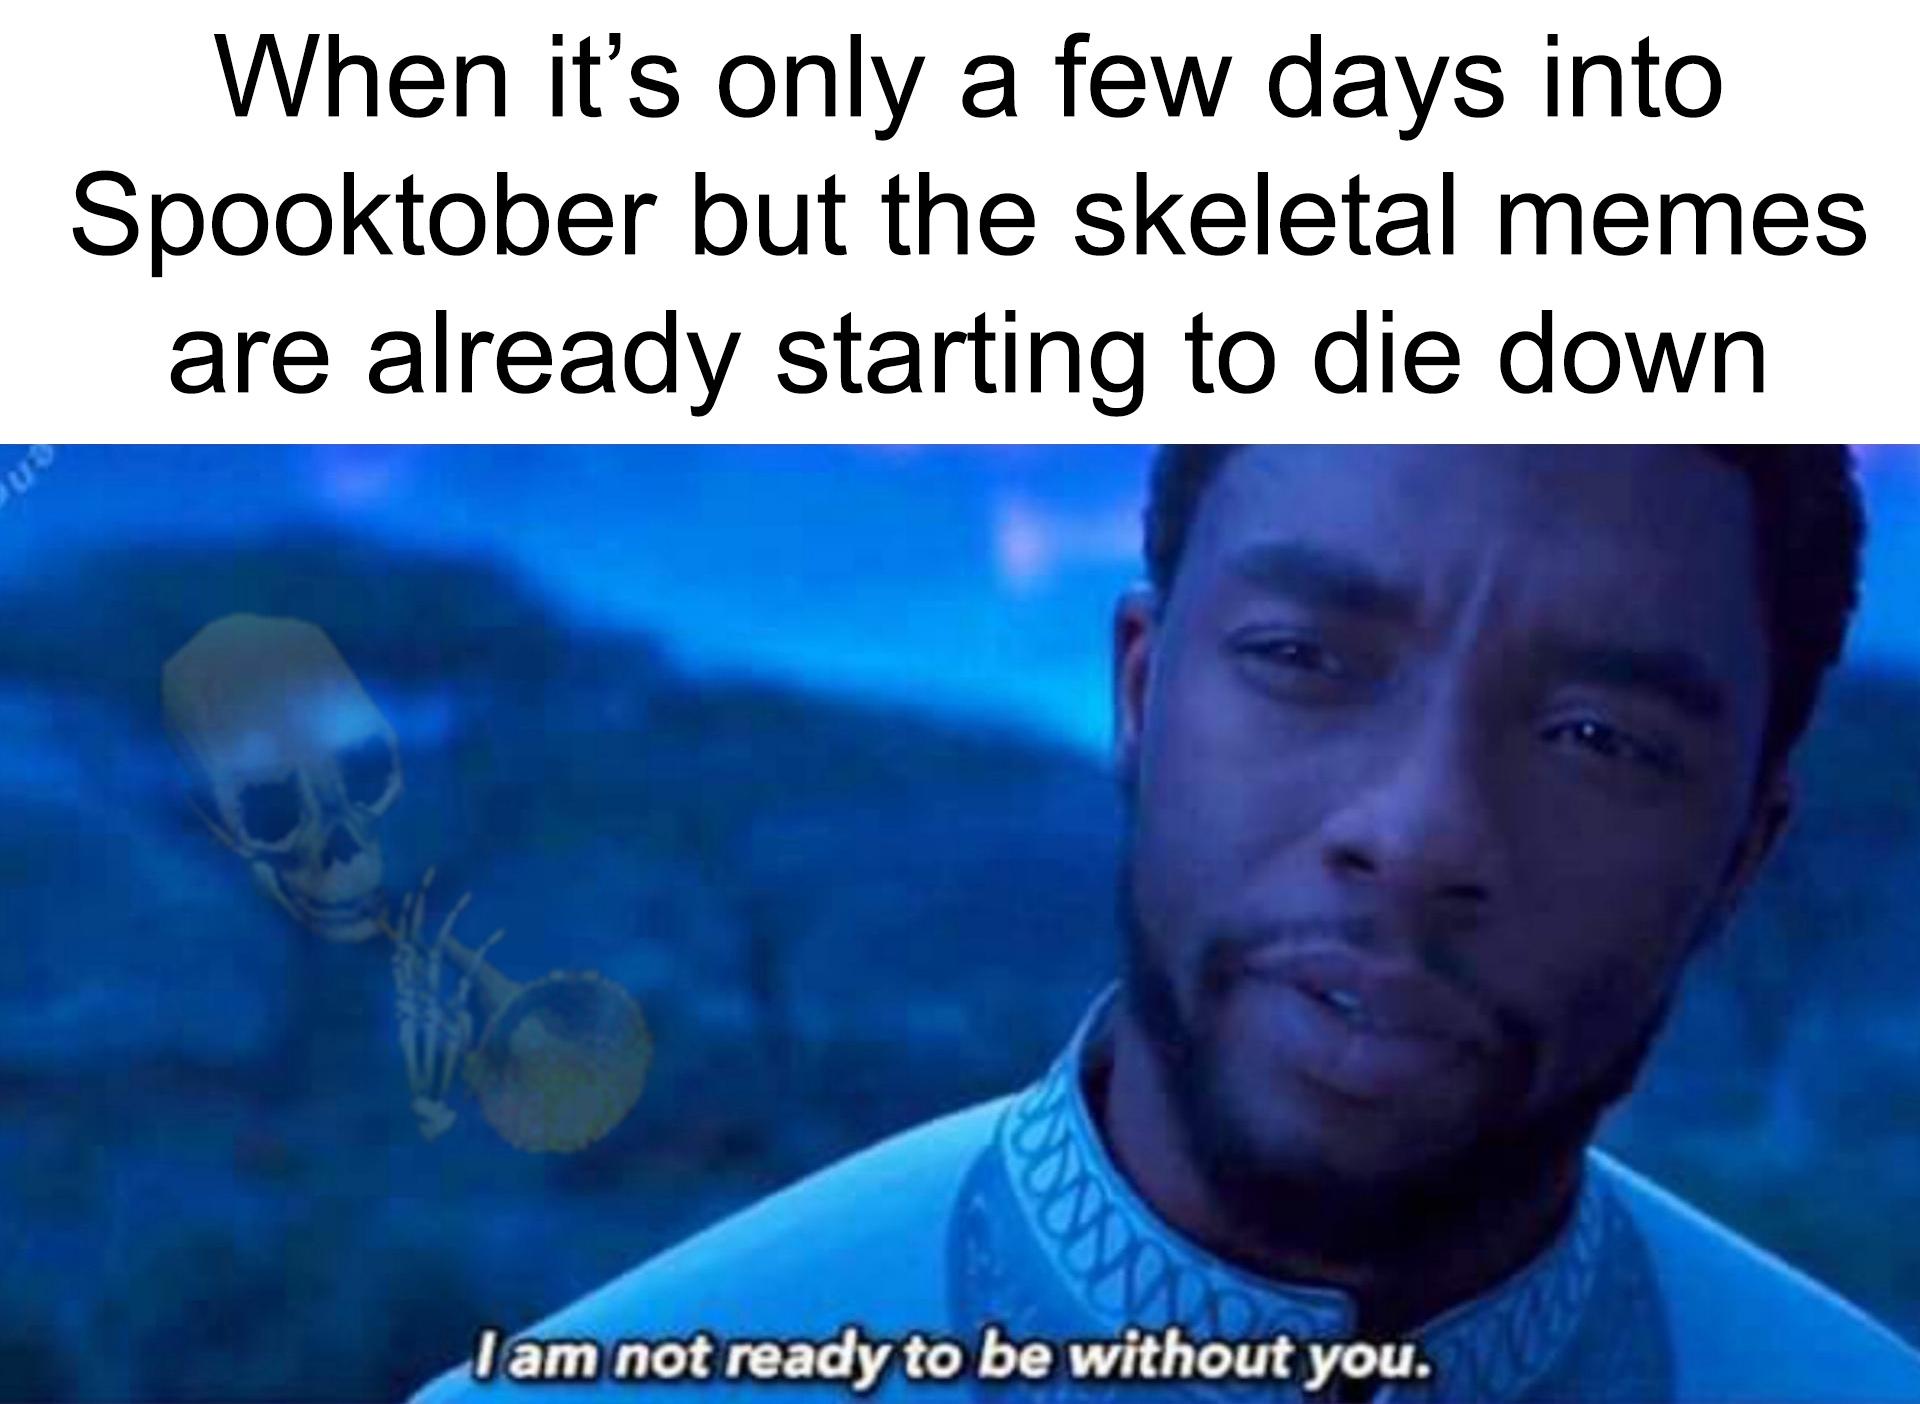 When it’s only a few days into
Spooktober but the skeletal memes
are already starting to die down
I am not ready to be without you.